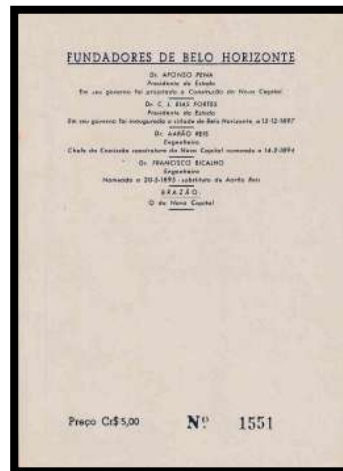 FUNDADORES DE BELO HORIZONTE
Dr. AFONSO PENA
Presidente do Estado
Em seu governo foi projetada a Construção da Nova Capital
Dr. C. J. BIAS FORTES
Presidente do Estado
Em seu governo foi inaugurada a cidade de Belo Horizonte, a 12-12-1897
Dr. AARÃO REIS
Engenheiro
Chefe da Comissão construtora da Nova Capital nomeado a 14-2-1894
Dr. FRANCISCO BICALHO
Engenheiro
Nomeado a 20-5-1895 - substituto de Aarão Reis
BRAZÃO:
O da Nova Capital
Preço Cr$ 5,00 Nº 1551